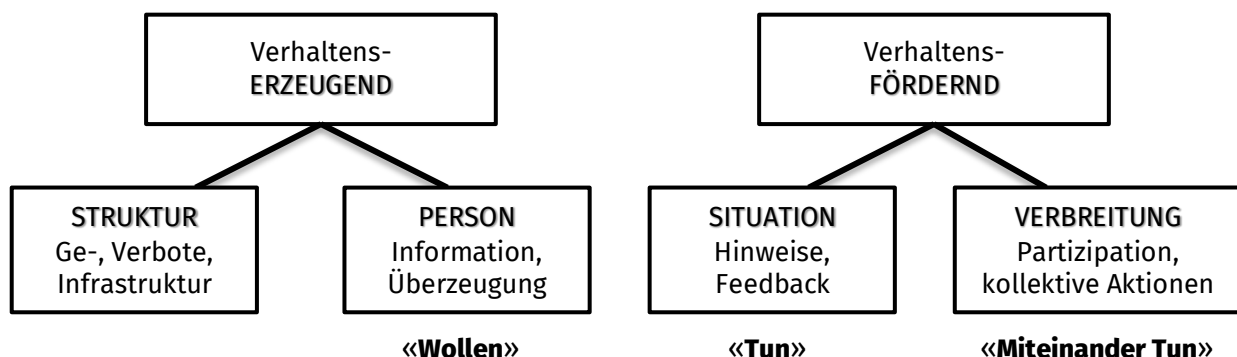 Verhaltens-
ERZEUGEND
Verhaltens-
FÖRDERND
STRUKTUR
Ge-, Verbote,
Infrastruktur
PERSON
Information,
Überzeugung
SITUATION
Hinweise,
Feedback
VERBREITUNG
Partizipation,
kollektive Aktionen
«Wollen»
«Tun»
«Miteinander Tun»